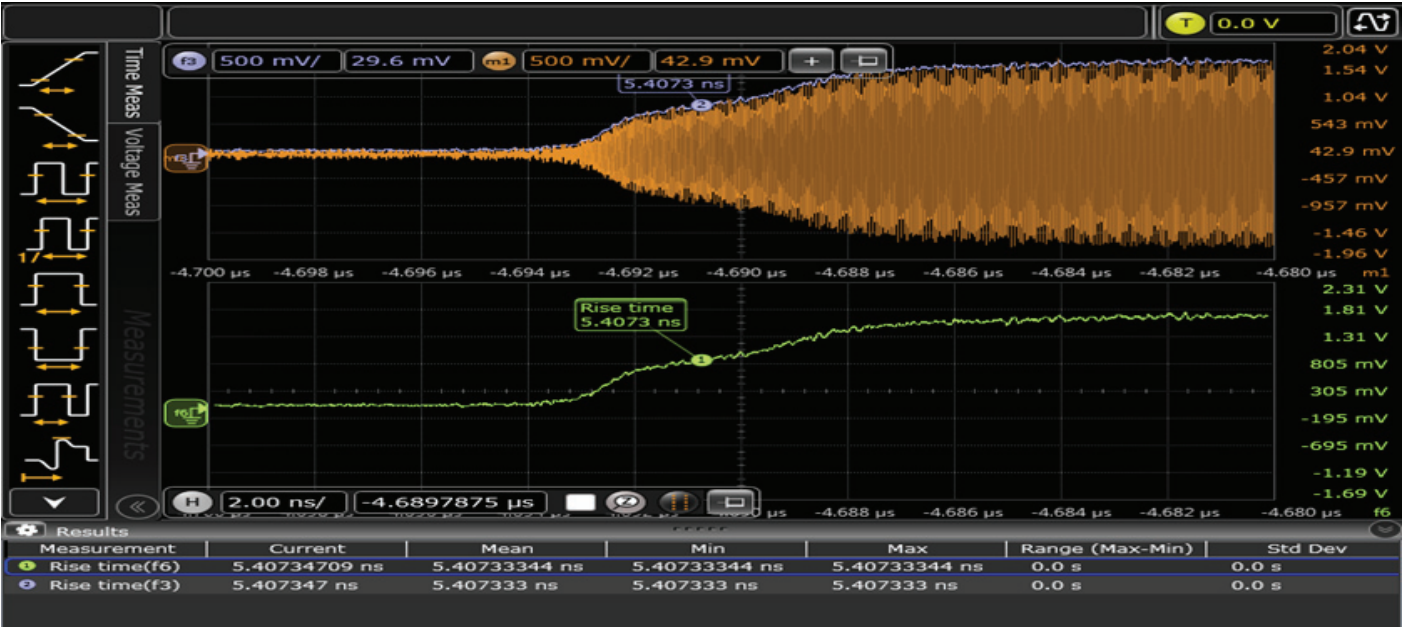 T 0.0 V
Time Meas
Voltage Meas
Measurements
1/
f3 500 mV/ 29.6 mV m1 500 mV/ 42.9 mV +
5.4073 ns
2
2.04 V
1.54 V
1.04 V
543 mV
42.9 mV
-457 mV
-957 mV
-1.46 V
-1.96 V
-4.700 µs -4.698 µs -4.696 µs -4.694 µs -4.692 µs -4.690 µs -4.688 µs -4.686 µs -4.684 µs -4.682 µs -4.680 µs m1
Rise time
5.4073 ns
1
f6
2.31 V
1.81 V
1.31 V
805 mV
305 mV
-195 mV
-695 mV
-1.19 V
-1.69 V
H 2.00 ns/ -4.6897875 µs
µs -4.688 µs -4.686 µs -4.684 µs -4.682 µs -4.680 µs f6
Results
Measurement Current Mean Min Max Range (Max-Min) Std Dev
1 Rise time(f6) 5.40734709 ns 5.40733344 ns 5.40733344 ns 5.40733344 ns 0.0 s 0.0 s
2 Rise time(f3) 5.407347 ns 5.407333 ns 5.407333 ns 5.407333 ns 0.0 s 0.0 s